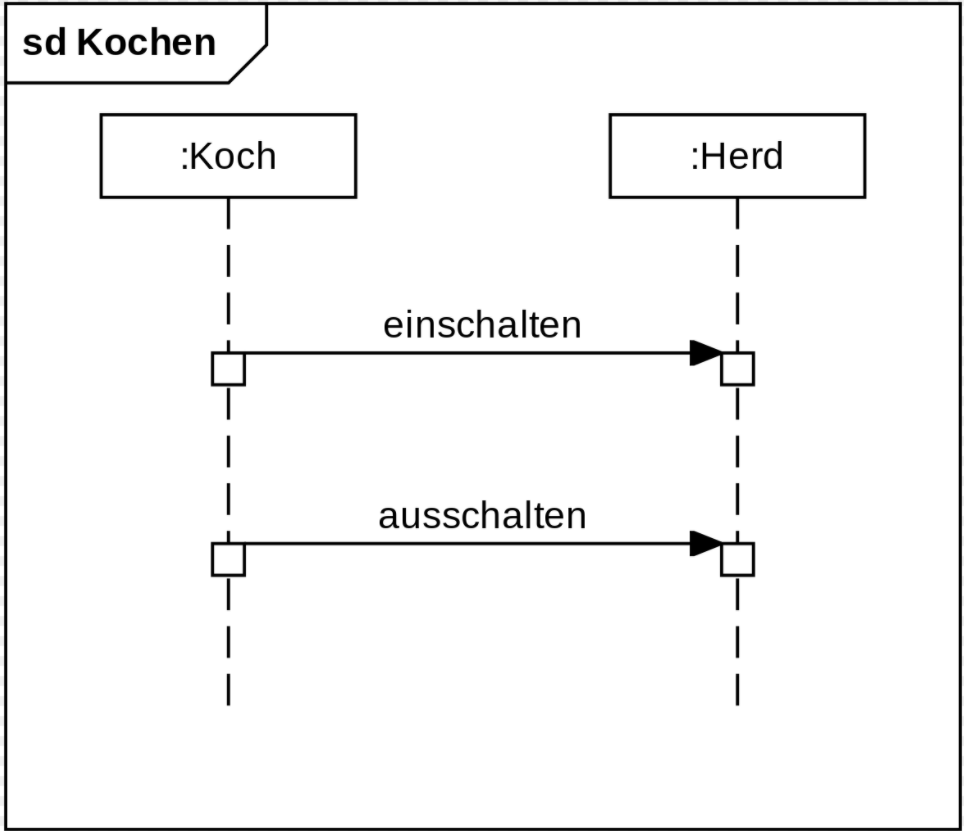 sd Kochen
:Koch
:Herd
einschalten
ausschalten